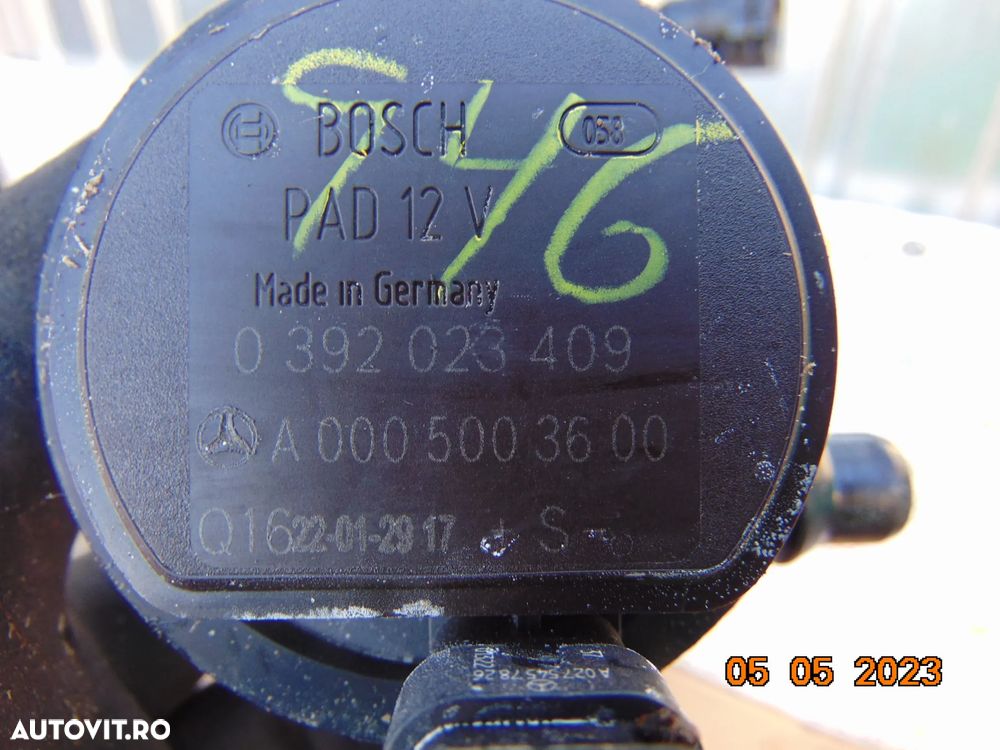 BOSCH 058
PAD 12 V
Made in Germany
0 392 023 409
A 000 500 36 00
Q16 22-01-29 17 + S -
05 05 2023
AUTOVIT.RO